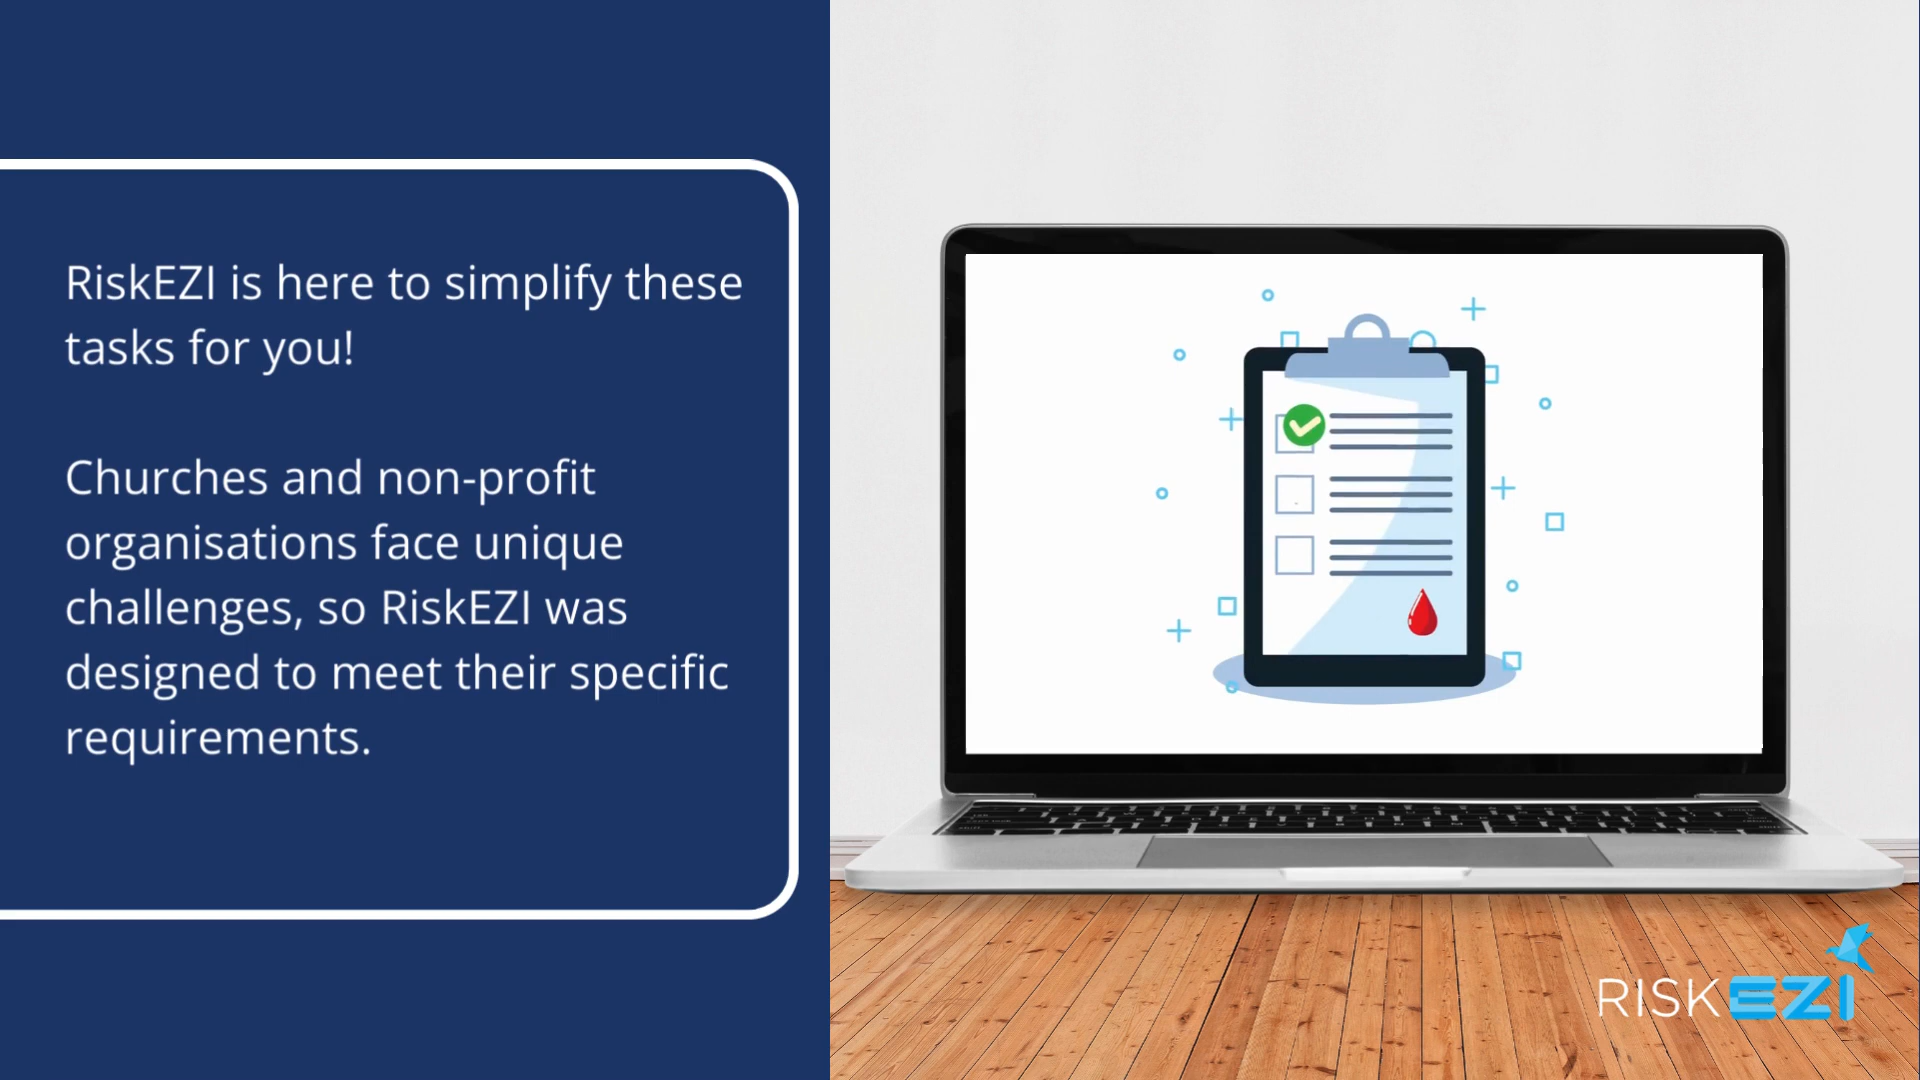 RiskEZI is here to simplify these
tasks for you!
Churches and non-profit
organisations face unique
challenges, so RiskEZI was
designed to meet their specific
requirements.
RISKEZI